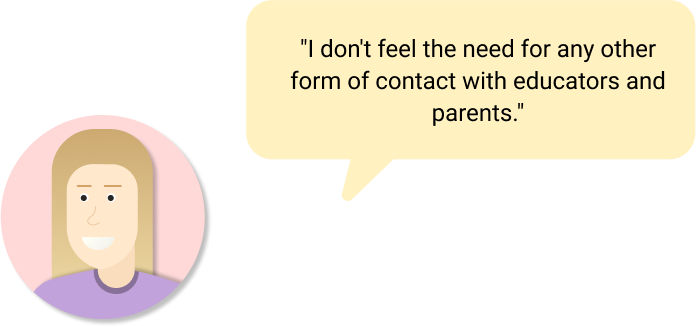 "I don't feel the need for any other
form of contact with educators and
parents."